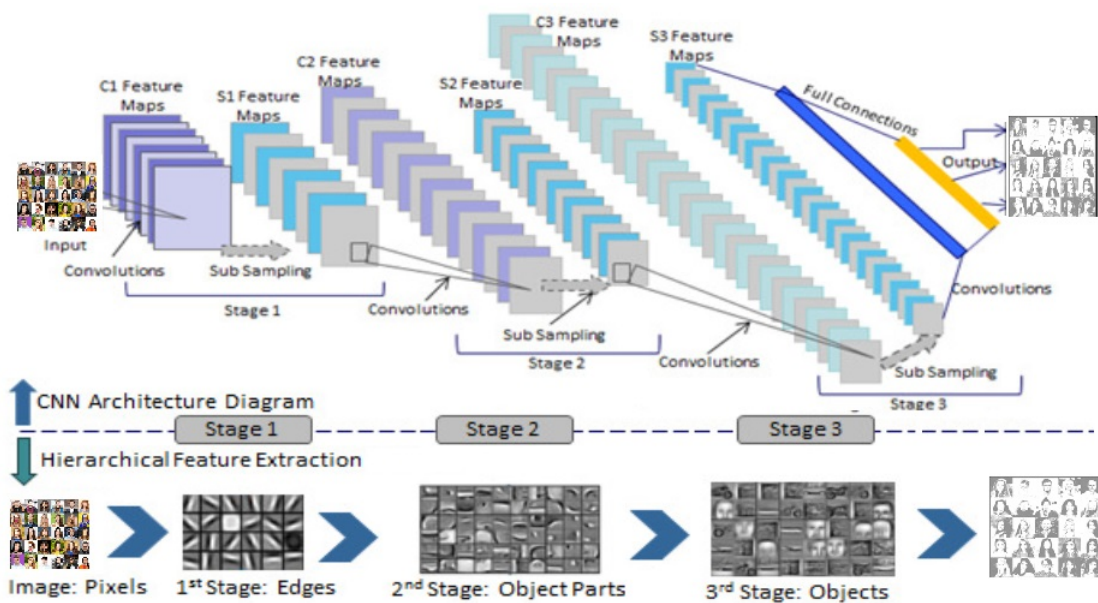 C1 Feature
Maps
S1 Feature
Maps
C2 Feature
Maps
S2 Feature
Maps
C3 Feature
Maps
S3 Feature
Maps
Full Connections
Output
Input
Convolutions
Sub Sampling
Stage 1
Convolutions
Sub Sampling
Stage 2
Convolutions
Convolutions
Sub Sampling
Stage 3
CNN Architecture Diagram
Stage 1
Stage 2
Stage 3
Hierarchical Feature Extraction
Image: Pixels
1st Stage: Edges
2nd Stage: Object Parts
3rd Stage: Objects